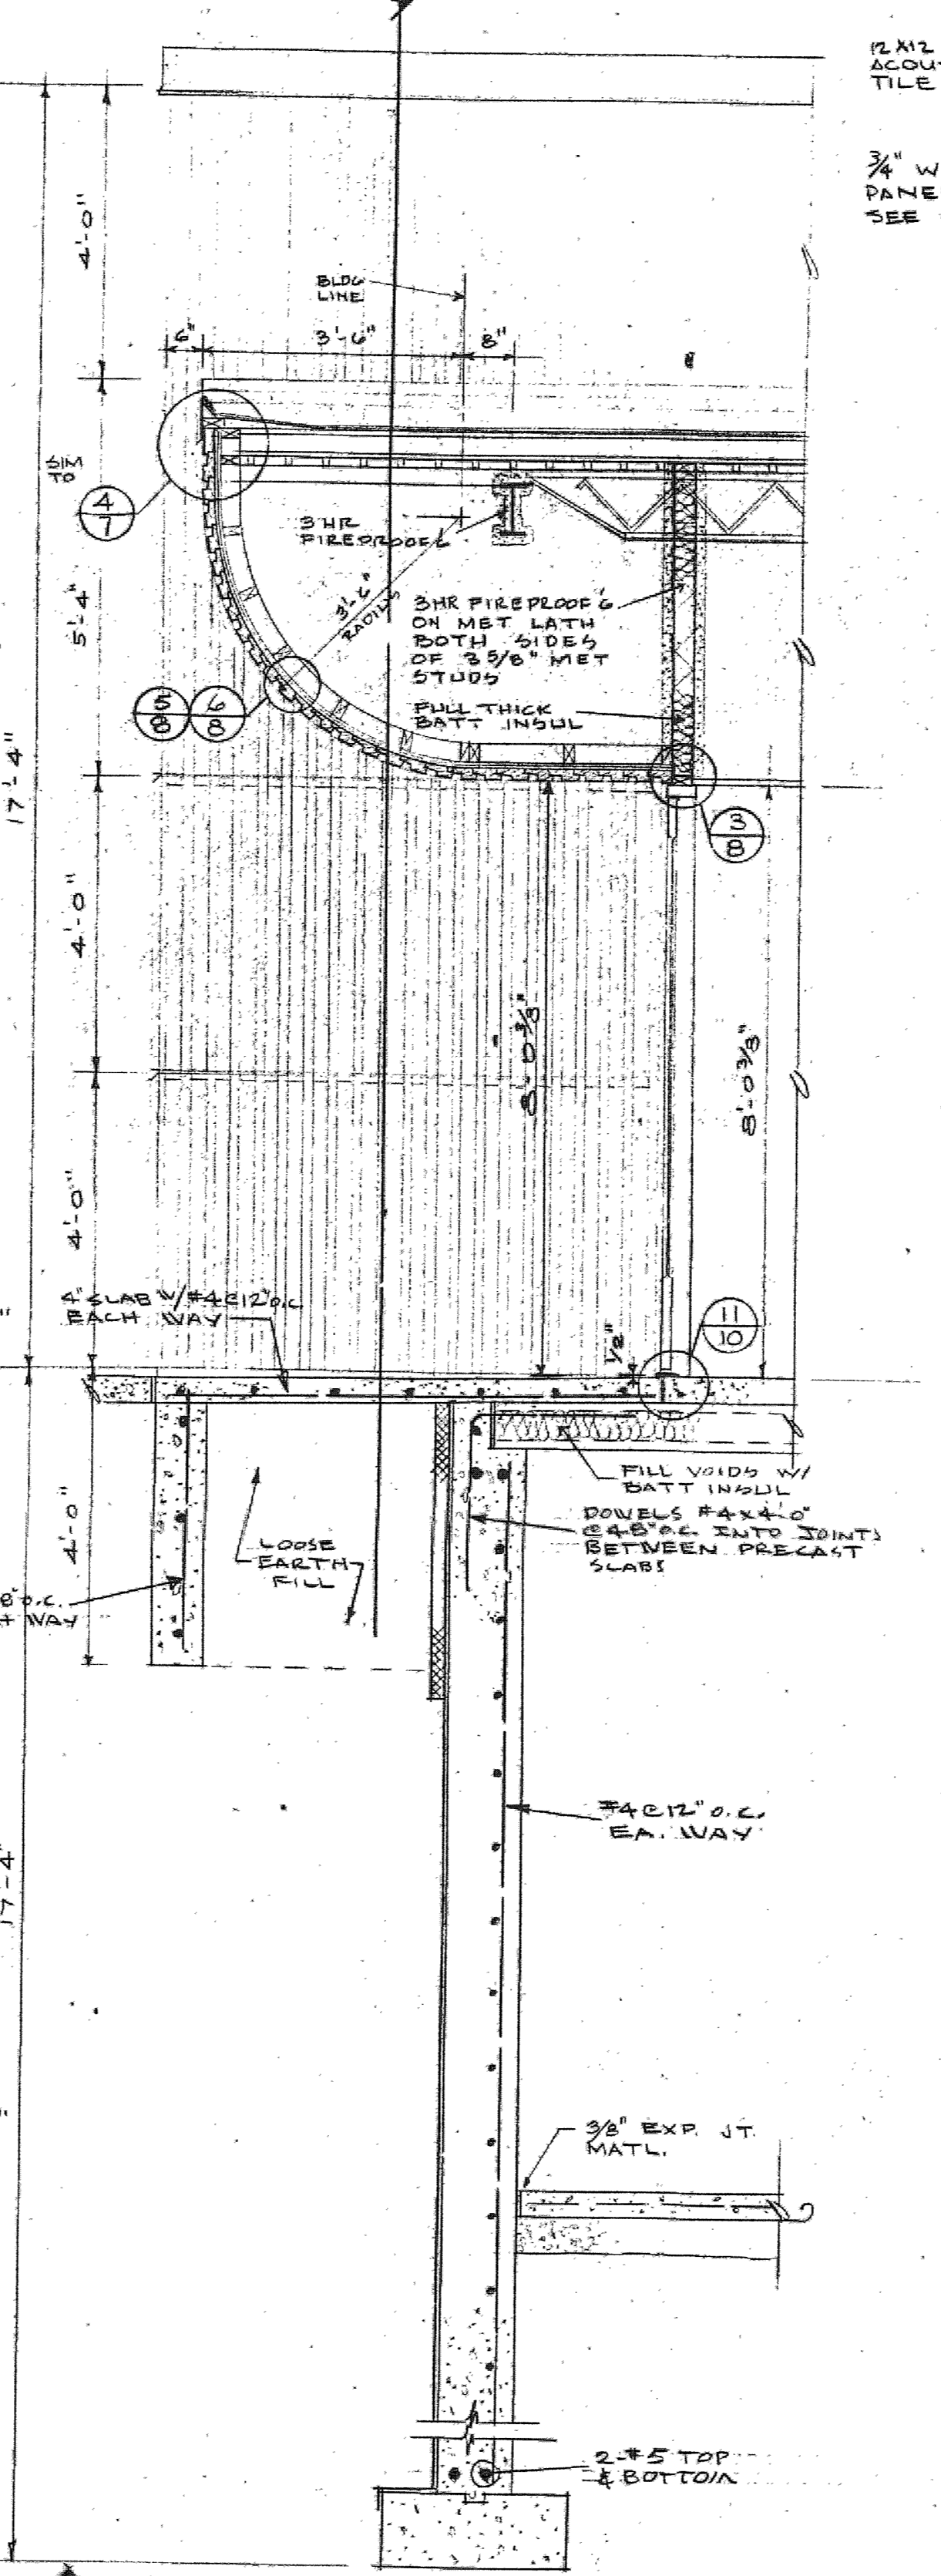 12 X 12
ACOU
TILE
3/4" W
PANE
SEE
4'-0"
BLDG
LINE
6"
3'-6"
8"
SIM
TO
4
7
3 HR
FIREPROOF'G
3'-6"
RADIUS
5'-4"
3HR FIREPROOF'G
ON MET LATH
BOTH SIDES
OF 3 5/8" MET
STUDS
5
8
6
8
FULL THICK
BATT INSUL
17'-4"
3
8
4'-0"
8'-0 3/8"
8'-0 3/8"
4'-0"
4" SLAB W/ #4@12" O.C.
EACH WAY
1/2"
11
10
FILL VOIDS W/
BATT INSUL
4'-0"
DOWELS #4 x 4'-0"
@ 48" O.C. INTO JOINTS
BETWEEN PRECAST
SLABS
LOOSE
EARTH
FILL
O.C.
WAY
#4@12" O.C.
EA. WAY
17'-4"
3/8" EXP. JT.
MATL.
2-#5 TOP
& BOTTOM